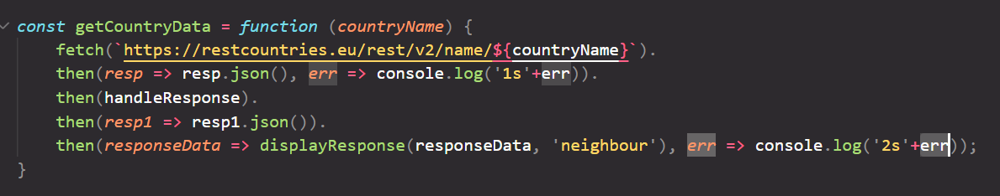 const getCountryData = function (countryName) {
fetch(`https://restcountries.eu/rest/v2/name/${countryName}`).
then(resp => resp.json(), err => console.log('1s'+err)).
then(handleResponse).
then(resp1 => resp1.json()).
then(responseData => displayResponse(responseData, 'neighbour'), err => console.log('2s'+err));
}